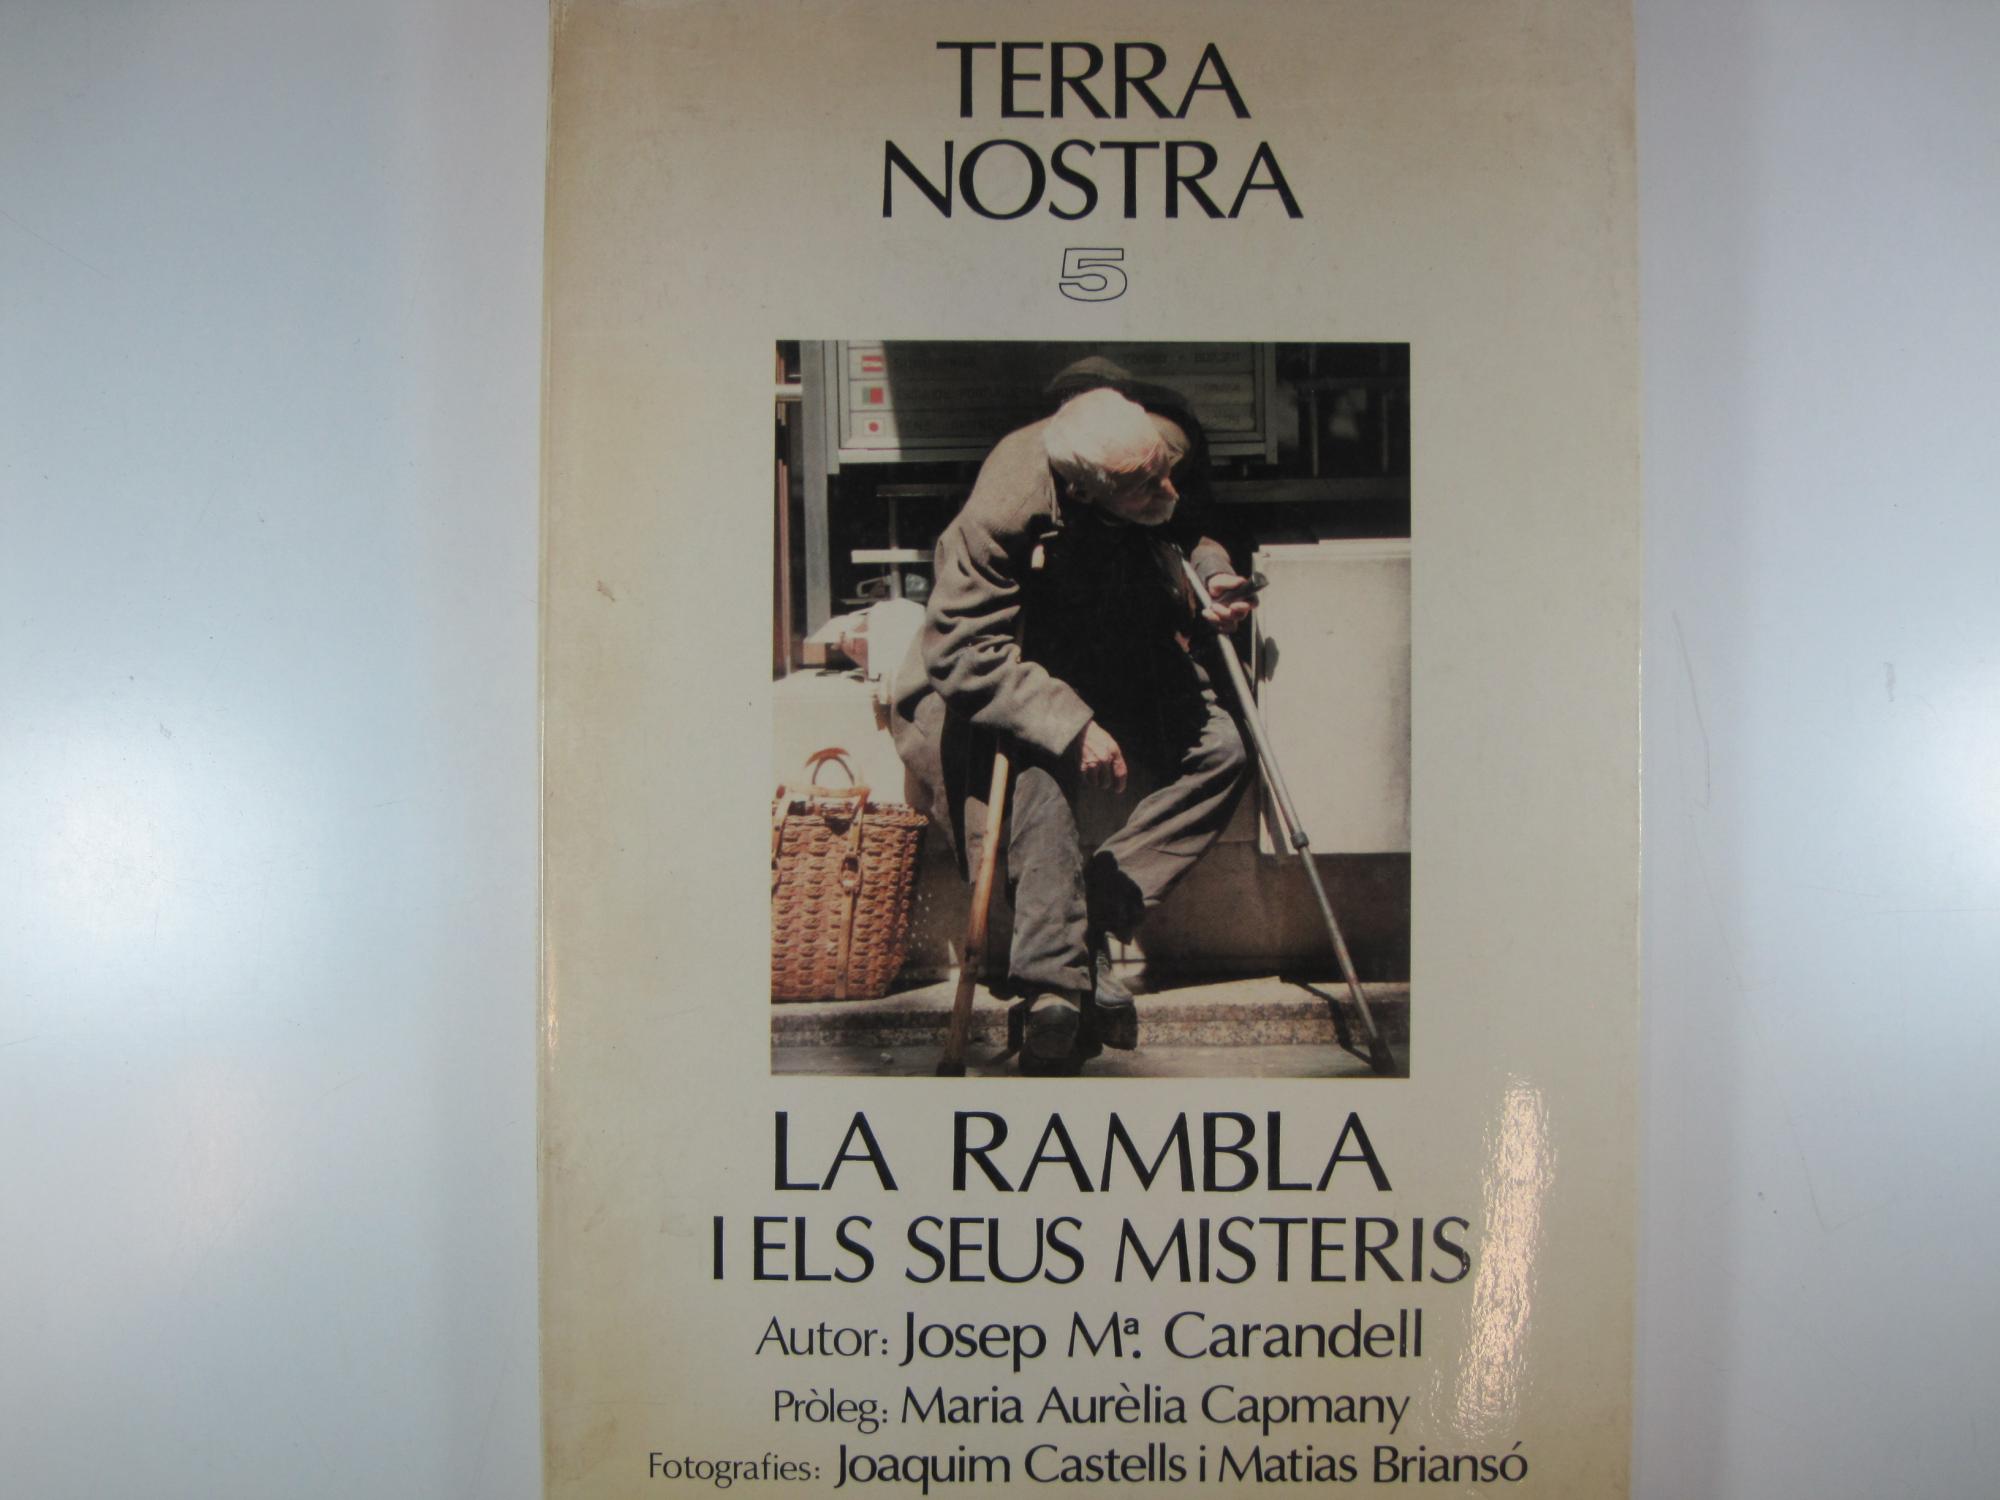 TERRA
NOSTRA
5
LA RAMBLA
I ELS SEUS MISTERIS
Autor: Josep Mª. Carandell
Pròleg: Maria Aurèlia Capmany
Fotografies: Joaquim Castells i Matias Briansó